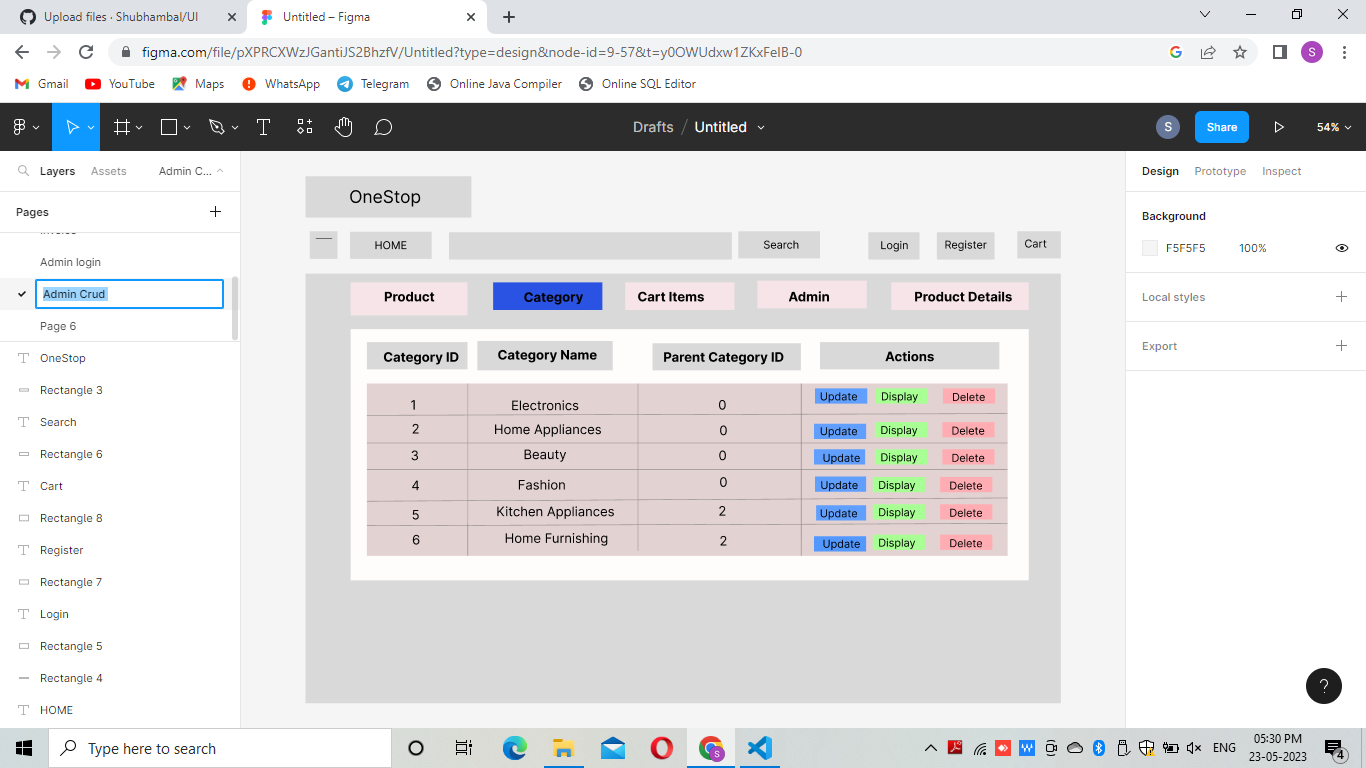 Upload files · Shubhambal/UI
Untitled – Figma
figma.com/file/pXPRCXWzJGantiJS2BhzfV/Untitled?type=design&node-id=9-57&t=y0OWUdxw1ZKxFelB-0
S
Gmail YouTube Maps WhatsApp Telegram Online Java Compiler Online SQL Editor
Drafts / Untitled
S
Share
54%
Layers Assets Admin C...
Pages
Admin login
Admin Crud
Page 6
OneStop
Rectangle 3
Search
Rectangle 6
Cart
Rectangle 8
Register
Rectangle 7
Login
Rectangle 5
Rectangle 4
HOME
OneStop
HOME Search Login Register Cart
Product Category Cart Items Admin Product Details
Category ID Category Name Parent Category ID Actions
1 Electronics 0 Update Display Delete
2 Home Appliances 0 Update Display Delete
3 Beauty 0 Update Display Delete
4 Fashion 0 Update Display Delete
5 Kitchen Appliances 2 Update Display Delete
6 Home Furnishing 2 Update Display Delete
Design Prototype Inspect
Background
F5F5F5 100%
Local styles
Export
?
Type here to search
S
ENG
05:30 PM
23-05-2023
4